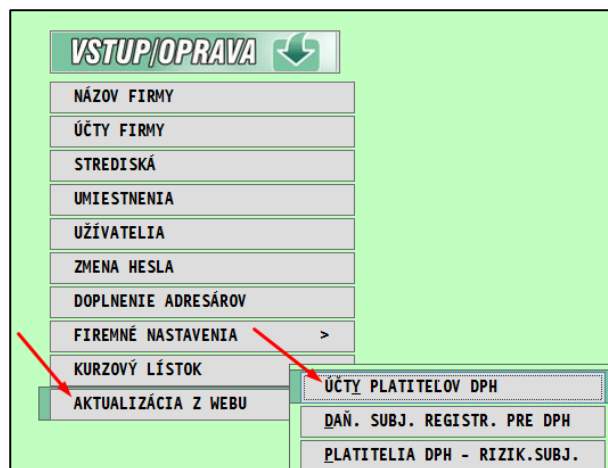 VSTUP/OPRAVA
NÁZOV FIRMY
ÚČTY FIRMY
STREDISKÁ
UMIESTNENIA
UŽÍVATELIA
ZMENA HESLA
DOPLNENIE ADRESÁROV
FIREMNÉ NASTAVENIA >
KURZOVÝ LÍSTOK
AKTUALIZÁCIA Z WEBU
ÚČTY PLATITEĽOV DPH
DAŇ. SUBJ. REGISTR. PRE DPH
PLATITELIA DPH - RIZIK.SUBJ.